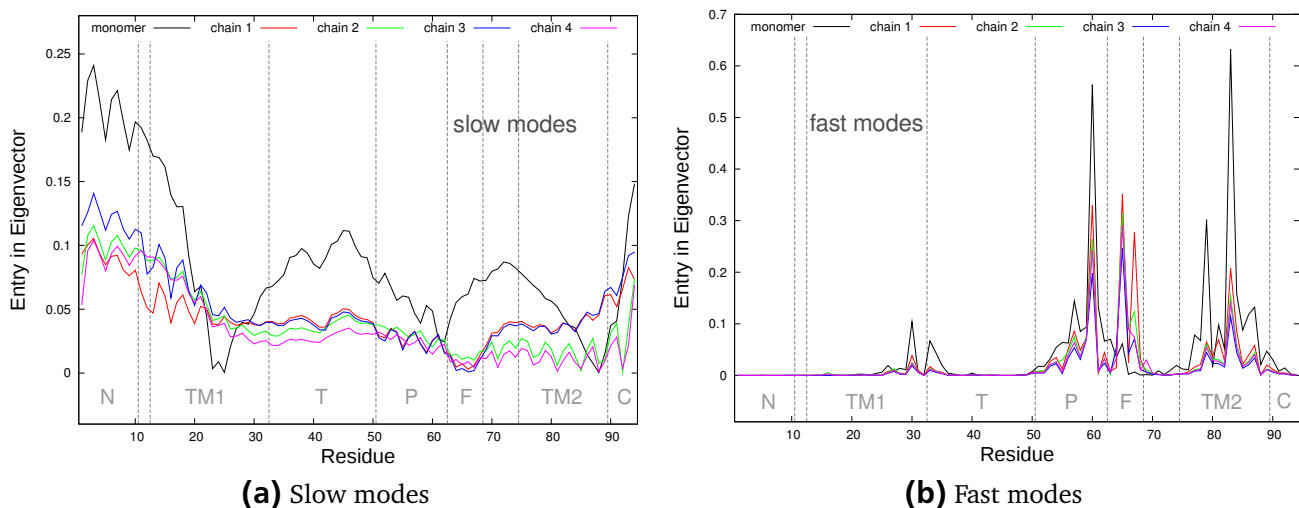 monomer chain 1 chain 2 chain 3 chain 4
0.25
0.2
0.15
0.1
0.05
0
Entry in Eigenvector
slow modes
N TM1 T P F TM2 C
10 20 30 40 50 60 70 80 90
Residue
(a) Slow modes
monomer chain 1 chain 2 chain 3 chain 4
0.7
0.6
0.5
0.4
0.3
0.2
0.1
0
Entry in Eigenvector
fast modes
N TM1 T P F TM2 C
10 20 30 40 50 60 70 80 90
Residue
(b) Fast modes